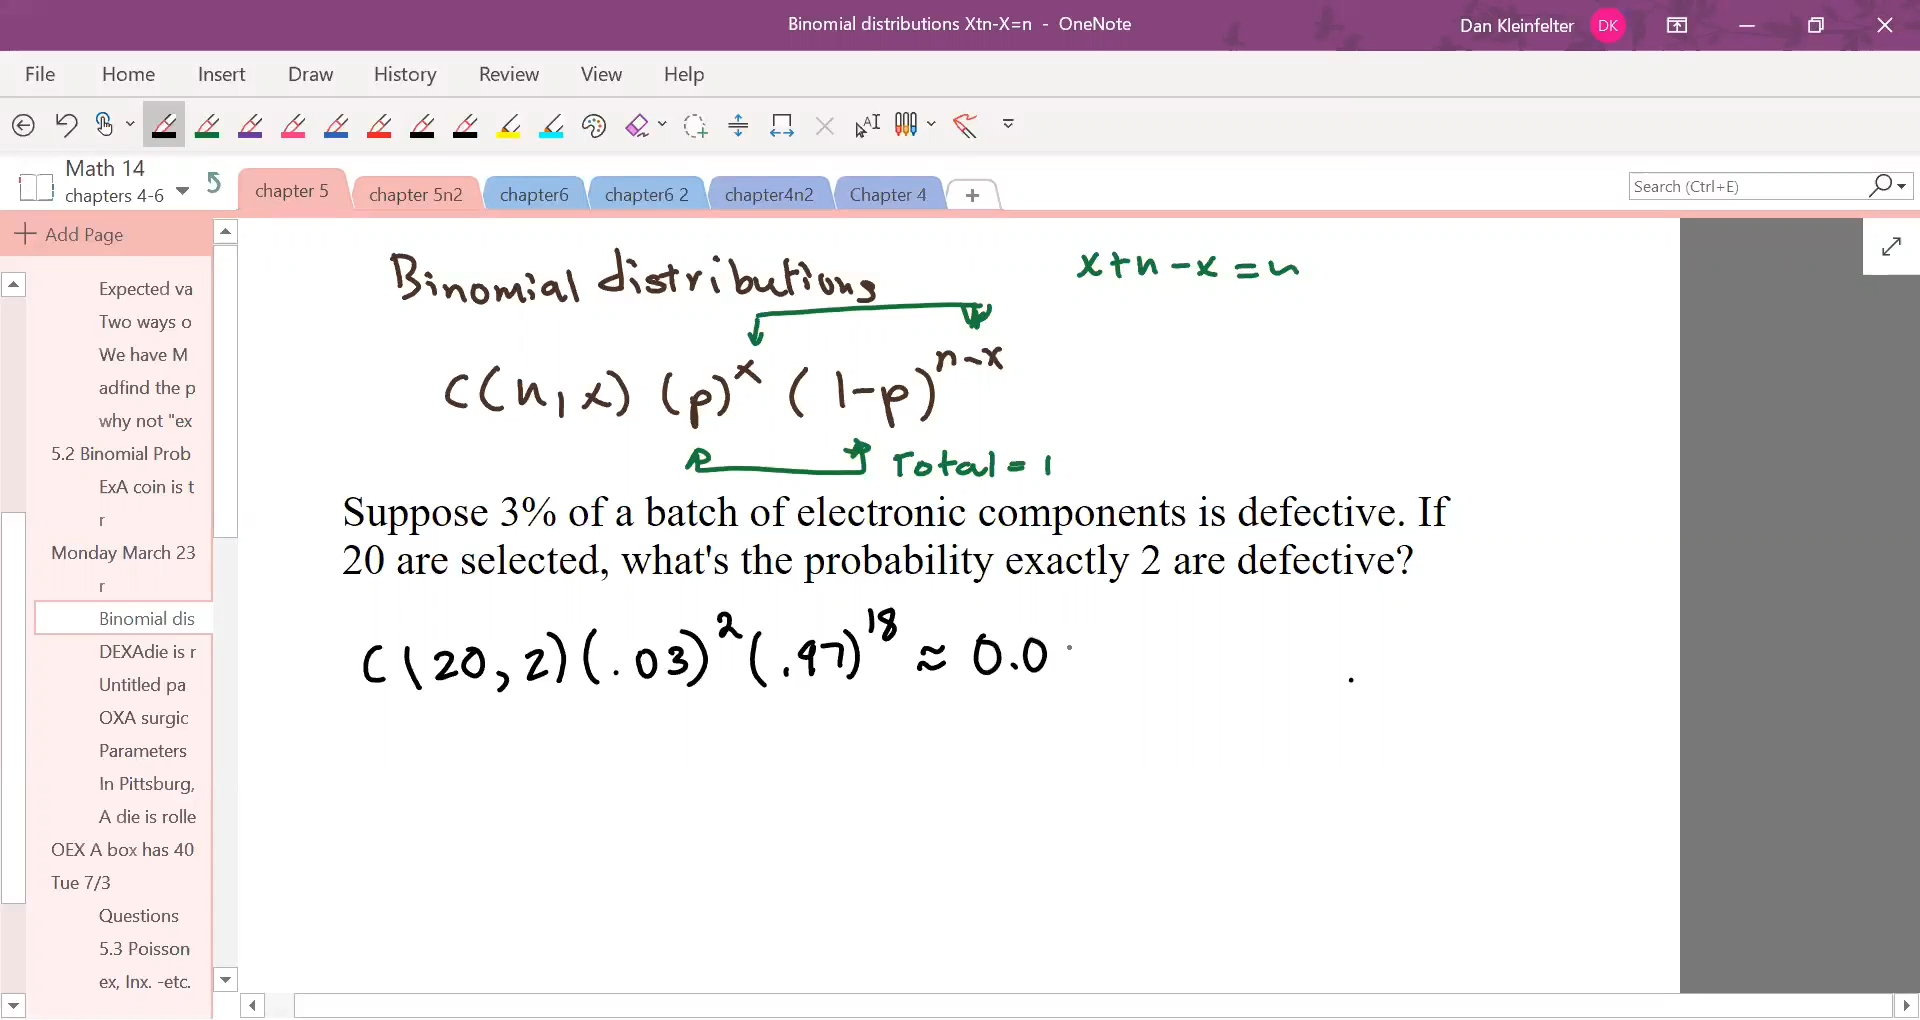 Binomial distributions Xtn-X=n - OneNote
Dan Kleinfelter
DK
File Home Insert Draw History Review View Help
Math 14
chapters 4-6
chapter 5
chapter 5n2
chapter6
chapter6 2
chapter4n2
Chapter 4
Search (Ctrl+E)
Add Page
Expected va
Two ways o
We have M
adfind the p
why not "ex
5.2 Binomial Prob
ExA coin is t
r
Monday March 23
r
Binomial dis
DEXAdie is r
Untitled pa
OXA surgic
Parameters
In Pittsburg,
A die is rolle
OEX A box has 40
Tue 7/3
Questions
5.3 Poisson
ex, Inx. -etc.
Binomial distributions
x+n-x=n
C(n,x) (p)^x (1-p)^{n-x}
Total = 1
Suppose 3% of a batch of electronic components is defective. If
20 are selected, what's the probability exactly 2 are defective?
C(20,2)(.03)^2(.97)^{18} ≈ 0.0